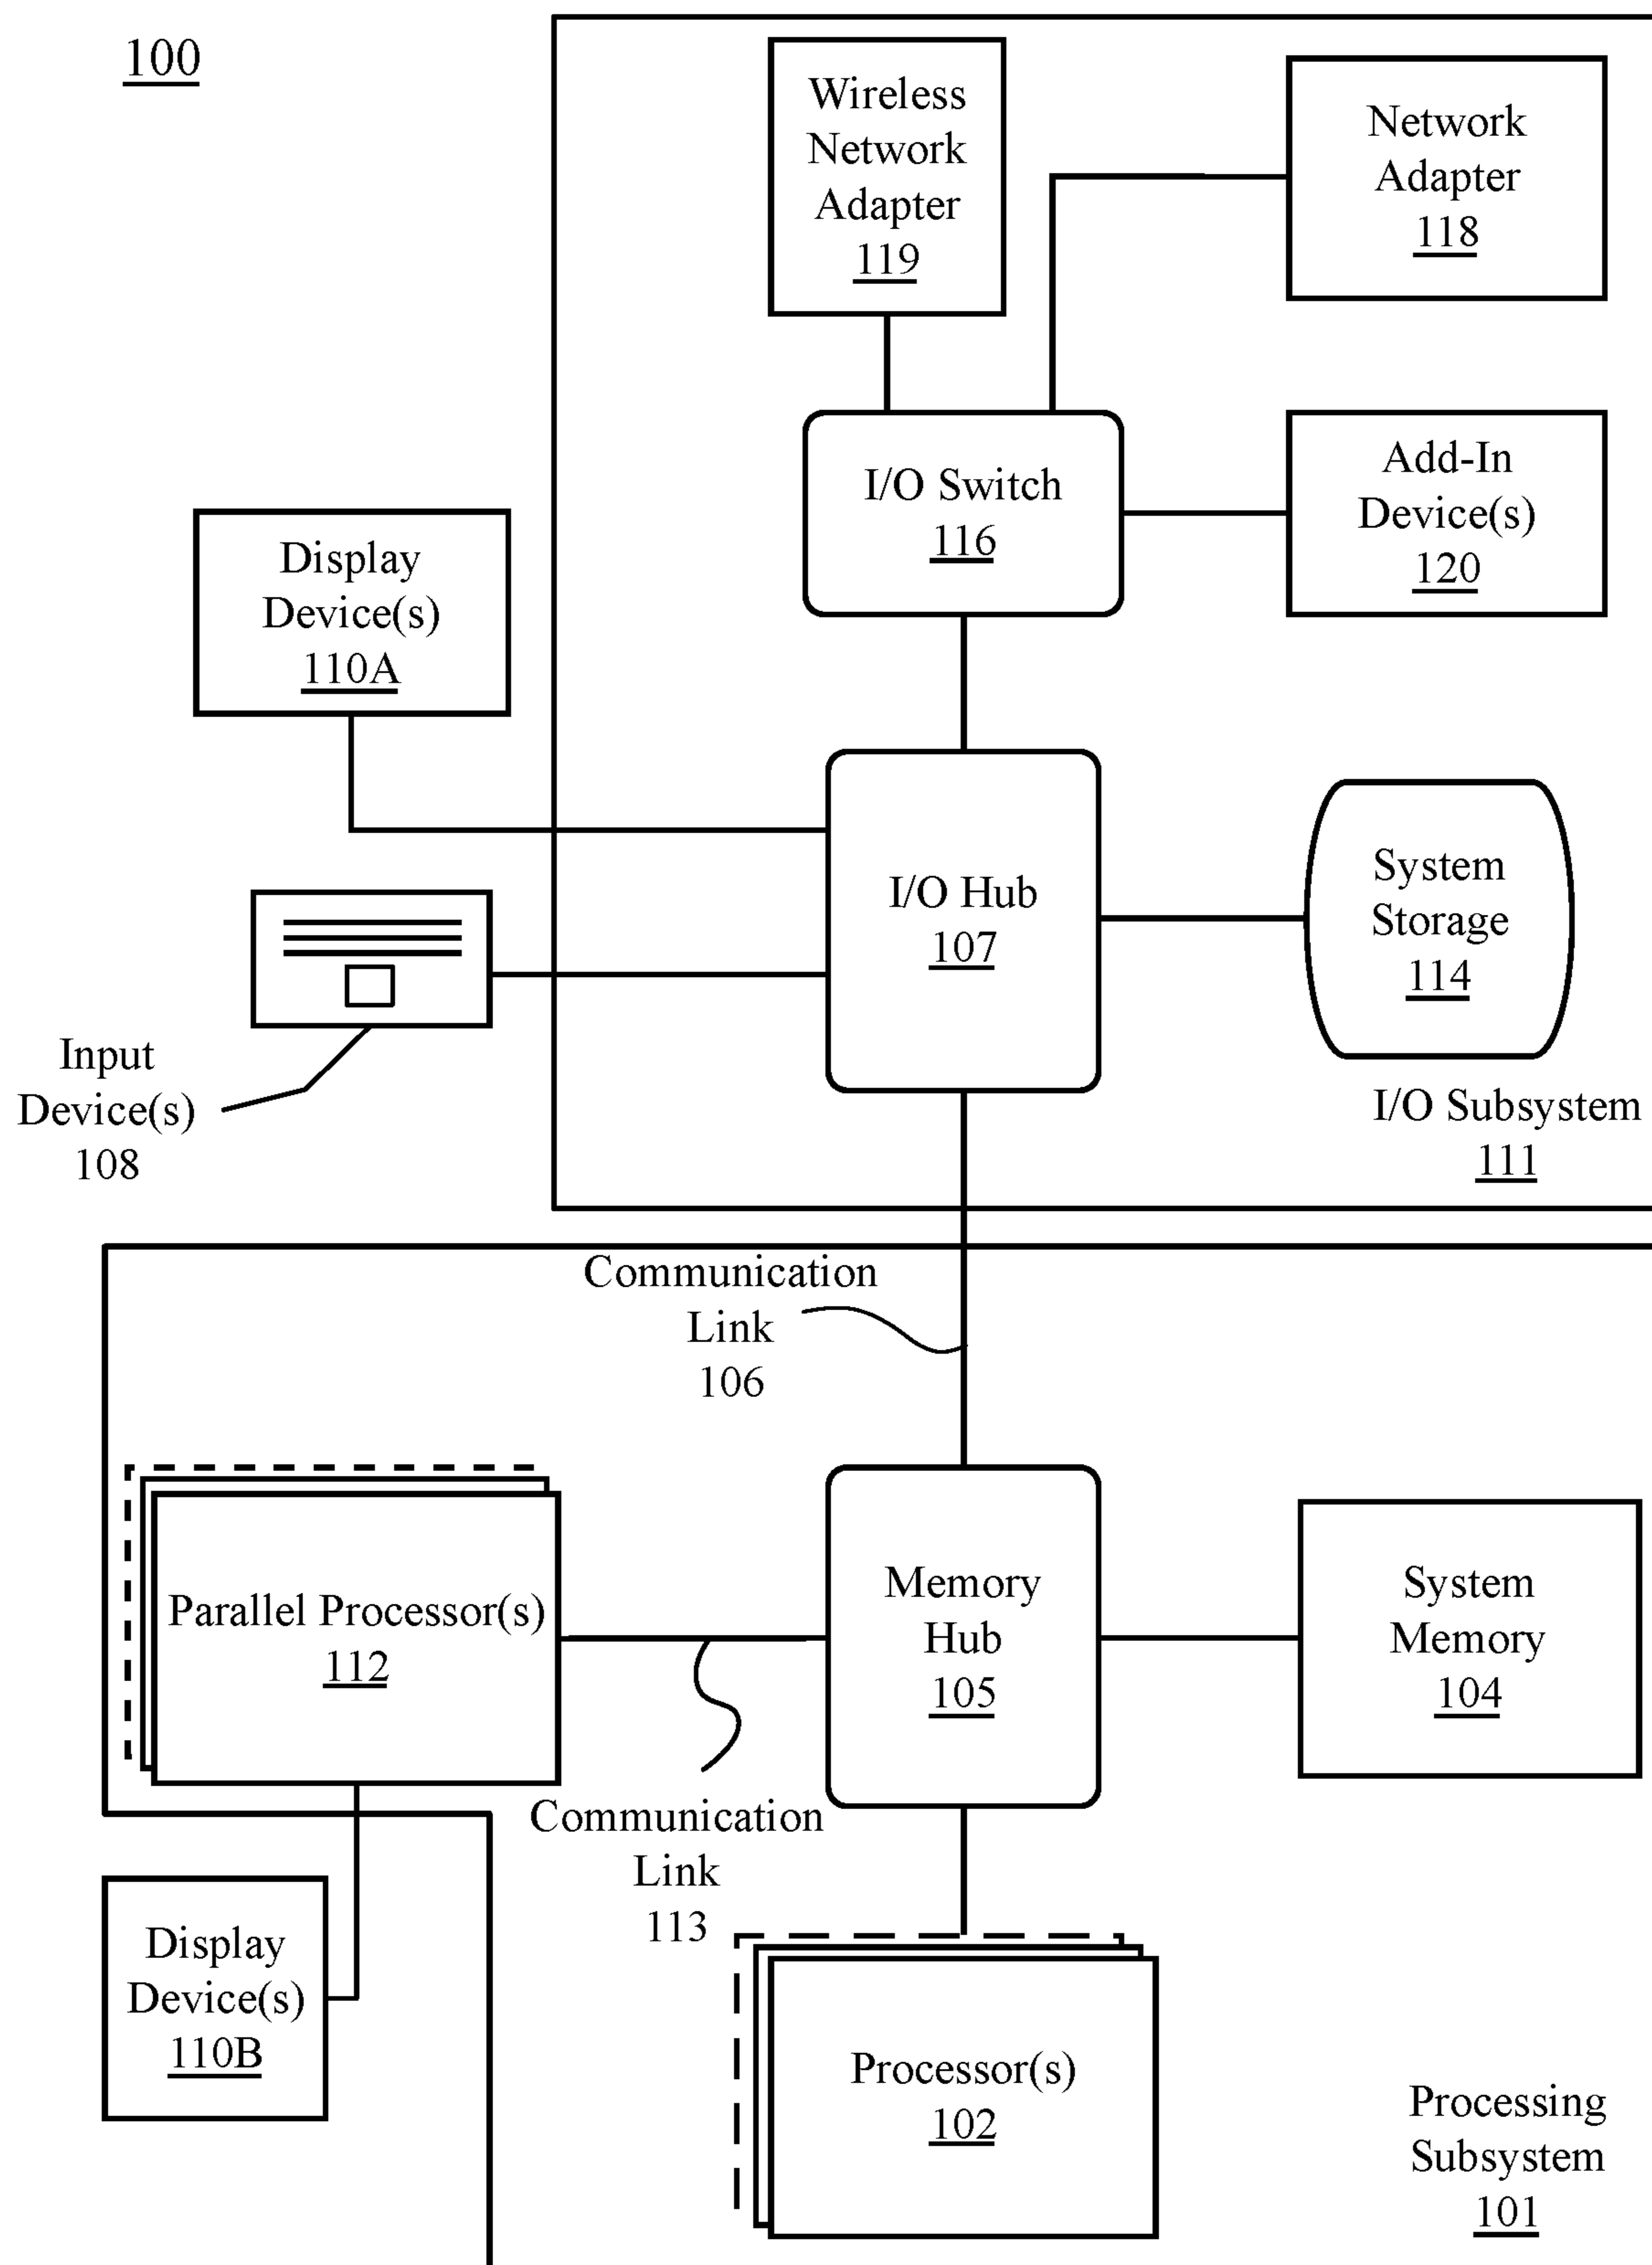 100
Wireless
Network
Adapter
119
Network
Adapter
118
I/O Switch
116
Add-In
Device(s)
120
Display
Device(s)
110A
I/O Hub
107
System
Storage
114
Input
Device(s)
108
I/O Subsystem
111
Communication
Link
106
Parallel Processor(s)
112
Memory
Hub
105
System
Memory
104
Communication
Link
113
Display
Device(s)
110B
Processor(s)
102
Processing
Subsystem
101